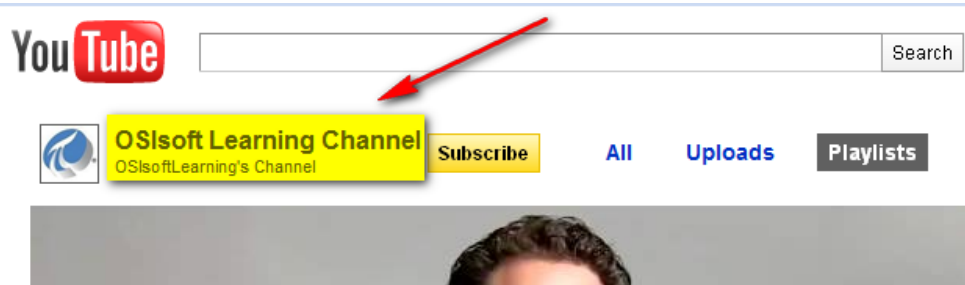 YouTube
Search
OSIsoft Learning Channel
OSIsoftLearning's Channel
Subscribe
All
Uploads
Playlists